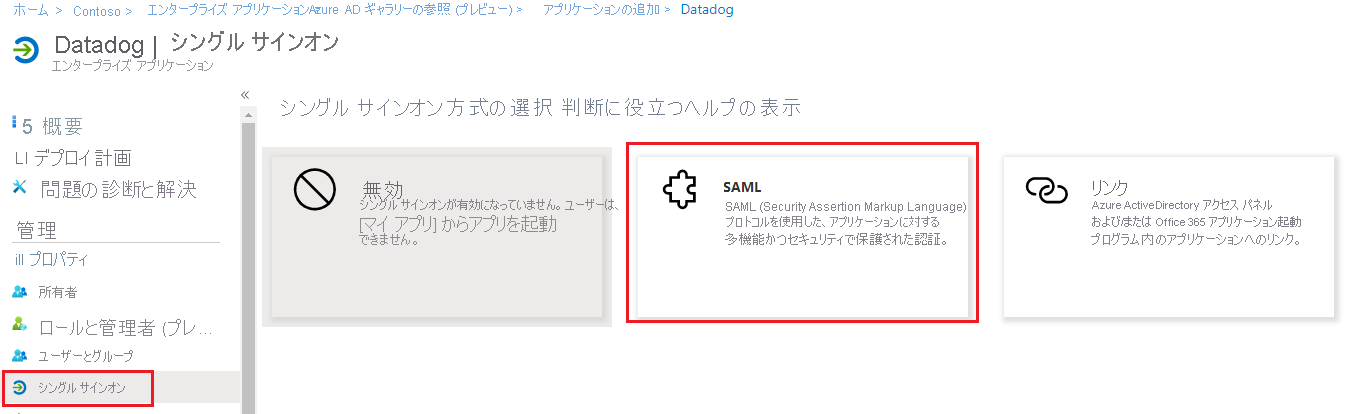 ホーム > Contoso > エンタープライズ アプリケーション Azure AD ギャラリーの参照 (プレビュー) > アプリケーションの追加 > Datadog
Datadog | シングル サインオン
エンタープライズ アプリケーション
«
シングル サインオン方式の選択 判断に役立つヘルプの表示
5 概要
LI デプロイ計画
問題の診断と解決
管理
ill プロパティ
所有者
ロールと管理者 (プレ...
ユーザーとグループ
シングル サインオン
無効
シングル サインオンが有効になっていません。ユーザーは、
[マイ アプリ] からアプリを起動
できません。
SAML
SAML (Security Assertion Markup Language)
プロトコルを使用した、アプリケーションに対する
多機能かつセキュリティで保護された認証。
リンク
Azure ActiveDirectory アクセス パネル
およびまたは Office 365 アプリケーション起動
プログラム内のアプリケーションへのリンク。